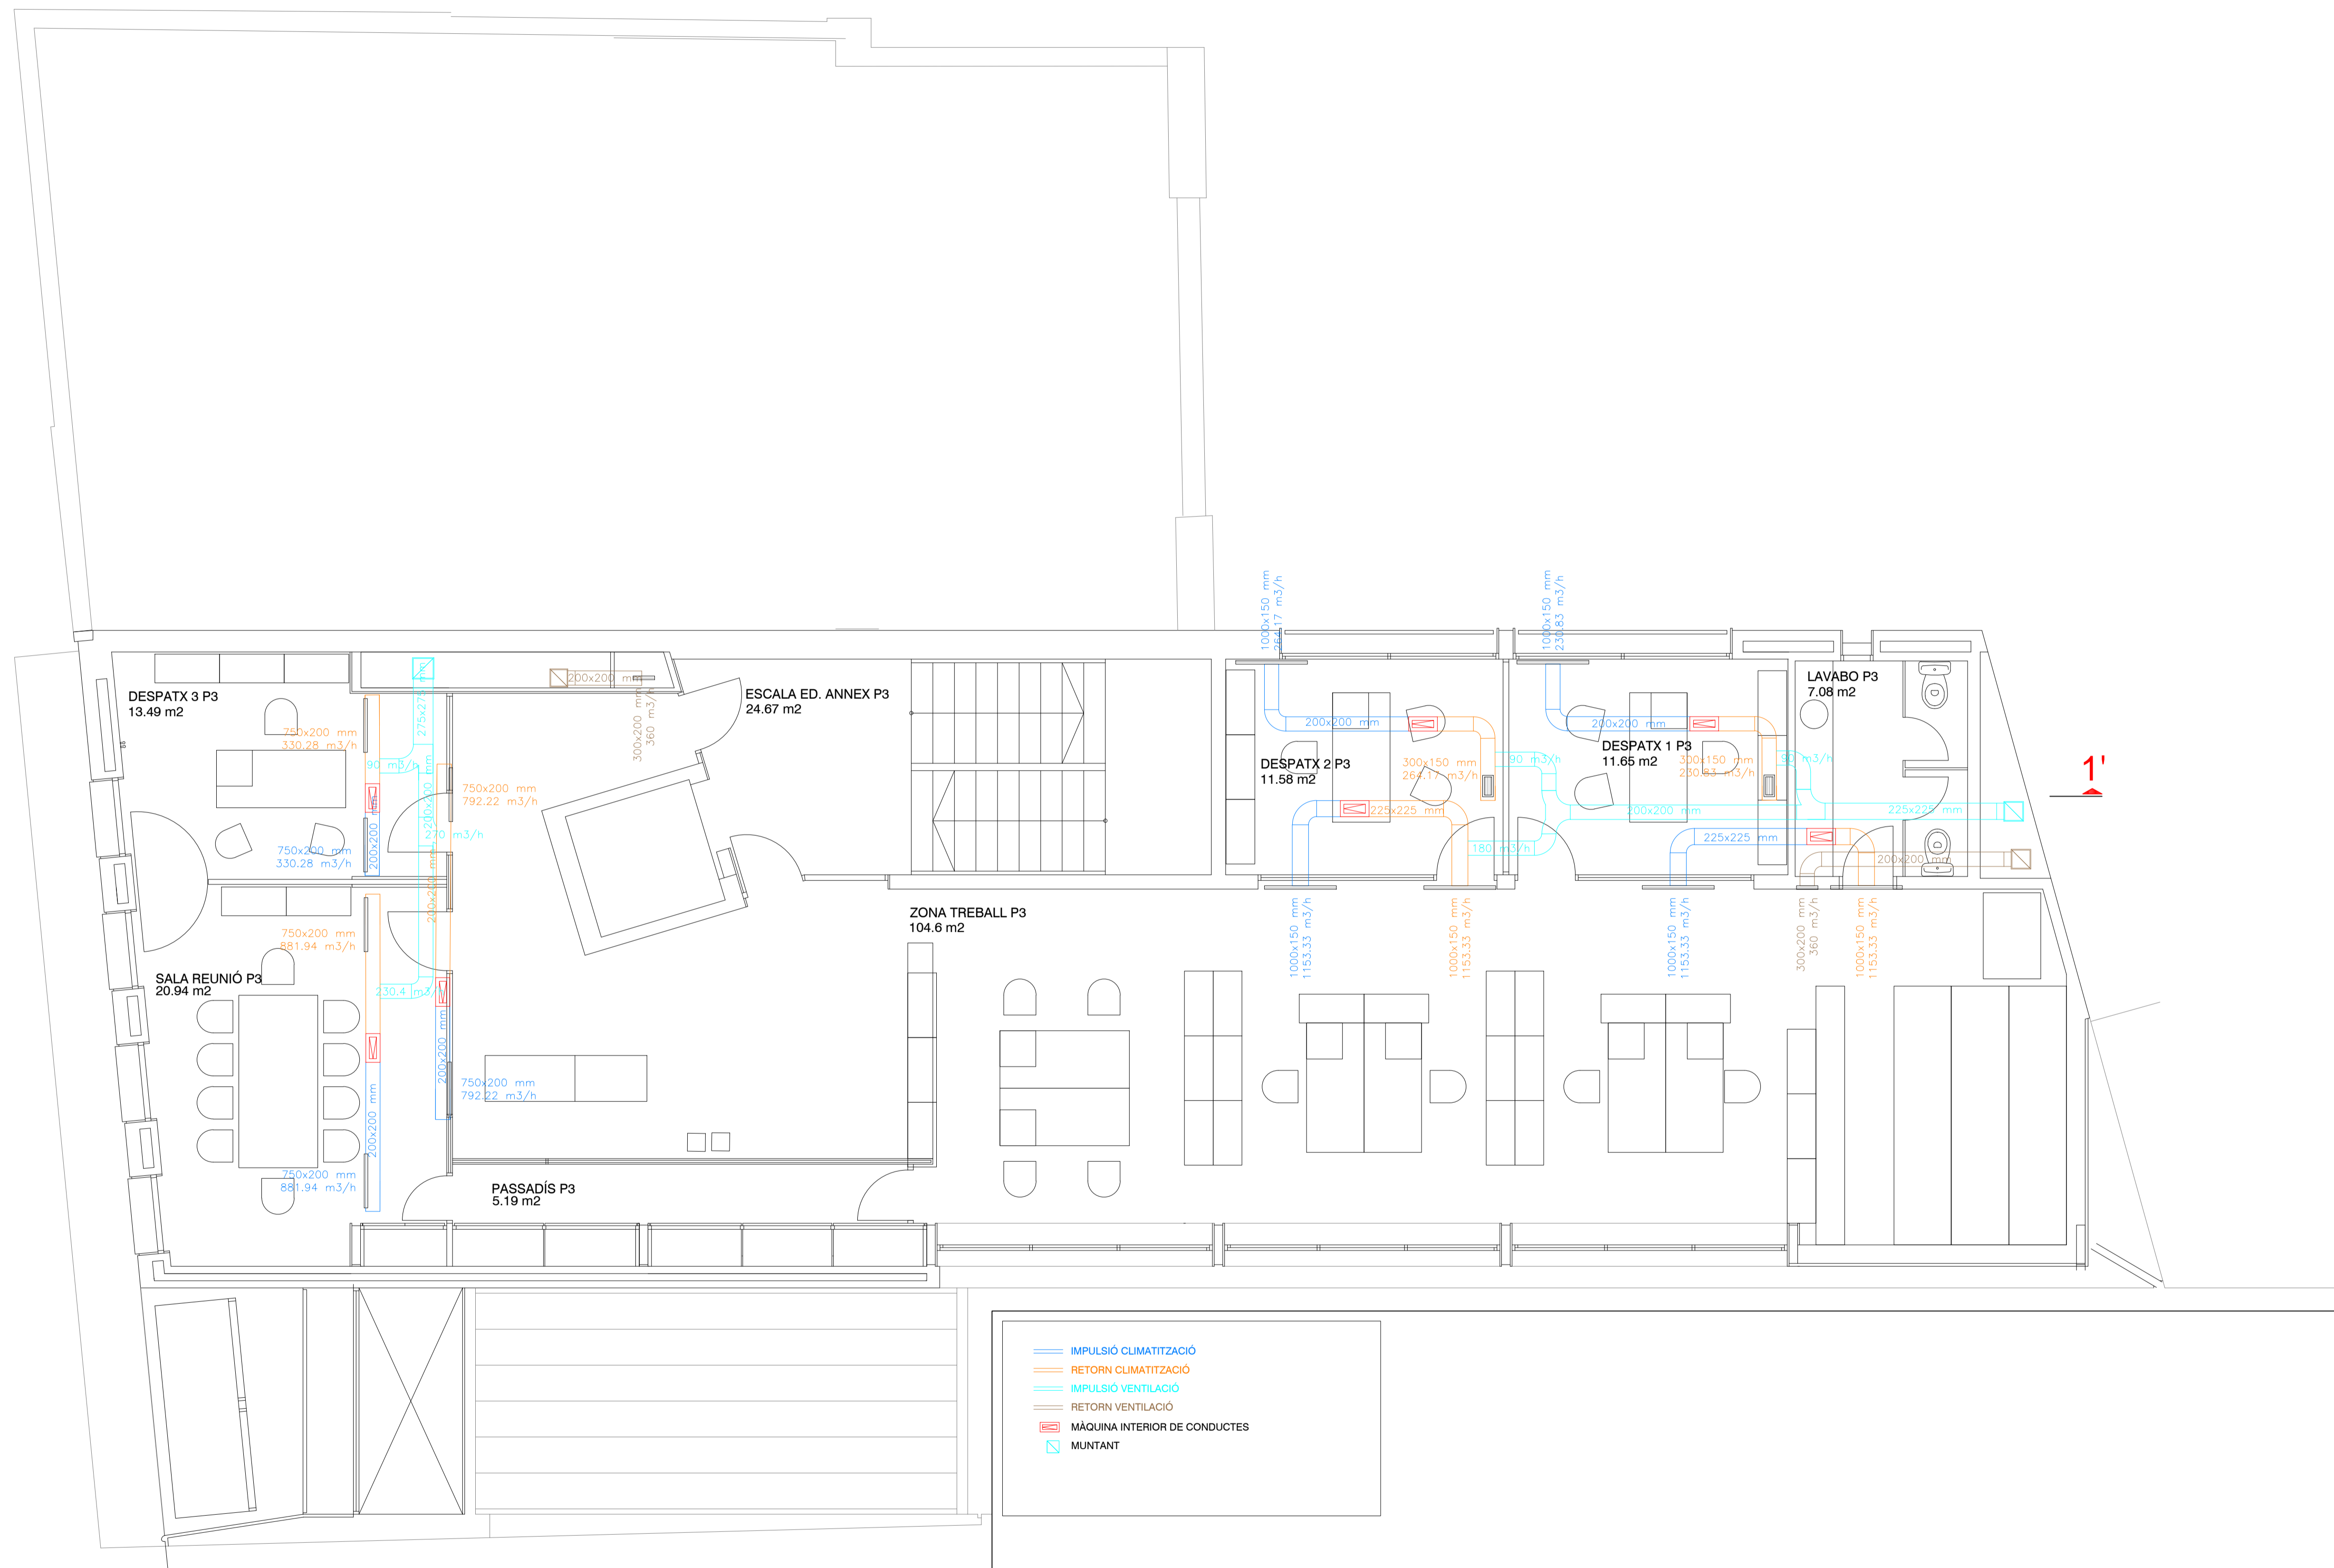 1000x150 mm
264.17 m3/h
1000x150 mm
230.83 m3/h
DESPATX 3 P3
13.49 m2
275x275 mm
200x200 mm
300x200 mm
360 m3/h
ESCALA ED. ANNEX P3
24.67 m2
LAVABO P3
7.08 m2
750x200 mm
330.28 m3/h
90 m3/h
200x200 mm
750x200 mm
792.22 m3/h
270 m3/h
200x200 mm
750x200 mm
330.28 m3/h
200x200 mm
200x200 mm
200x200 mm
DESPATX 2 P3
11.58 m2
300x150 mm
264.17 m3/h
90 m3/h
DESPATX 1 P3
11.65 m2
300x150 mm
230.83 m3/h
90 m3/h
1'
225x225 mm
200x200 mm
225x225 mm
180 m3/h
225x225 mm
200x200 mm
750x200 mm
881.94 m3/h
SALA REUNIÓ P3
20.94 m2
230.4 m3/h
200x200 mm
200x200 mm
750x200 mm
792.22 m3/h
750x200 mm
881.94 m3/h
ZONA TREBALL P3
104.6 m2
1000x150 mm
1153.33 m3/h
1000x150 mm
1153.33 m3/h
1000x150 mm
1153.33 m3/h
300x200 mm
360 m3/h
1000x150 mm
1153.33 m3/h
PASSADÍS P3
5.19 m2
IMPULSIÓ CLIMATITZACIÓ
RETORN CLIMATITZACIÓ
IMPULSIÓ VENTILACIÓ
RETORN VENTILACIÓ
MÀQUINA INTERIOR DE CONDUCTES
MUNTANT